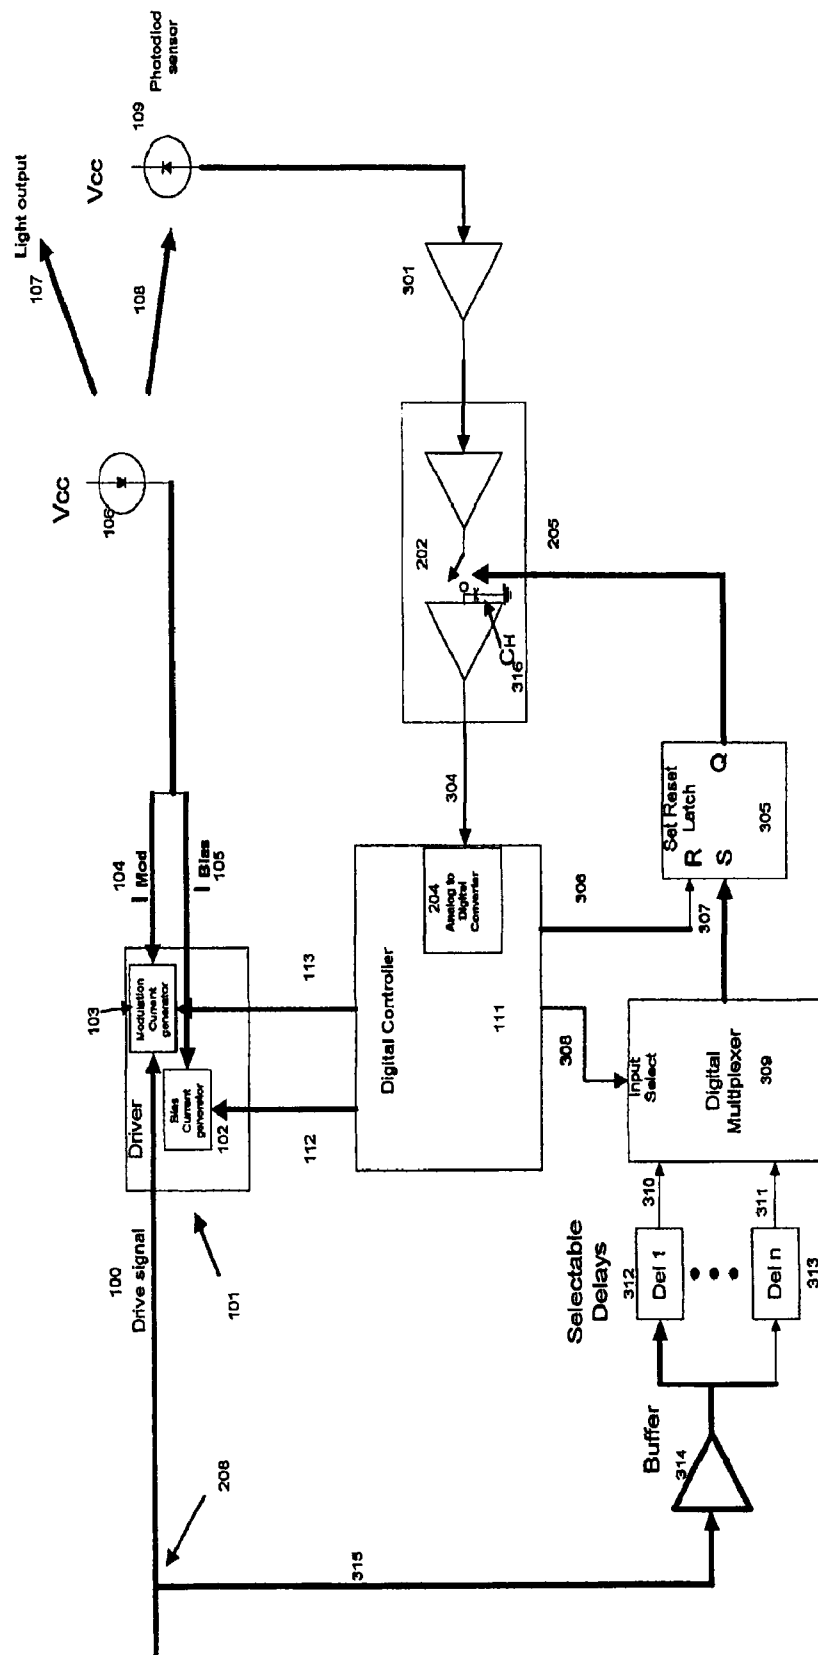 Photodiod
sensor
109
Vcc
Light output
107
108
Vcc
106
301
202
205
CH
316
304
104
I Mod
I Bias
105
103
Modulation
Current
generator
Driver
Bias
Current
generator
102
113
112
204
Analog to
Digital
Converter
Digital Controller
111
306
308
Q
Set Reset
Latch
305
R
S
307
Input
Select
Digital
Multiplexer
309
310
311
100
Drive signal
101
Selectable
Delays
312
Del 1
Del n
313
Buffer
314
208
315